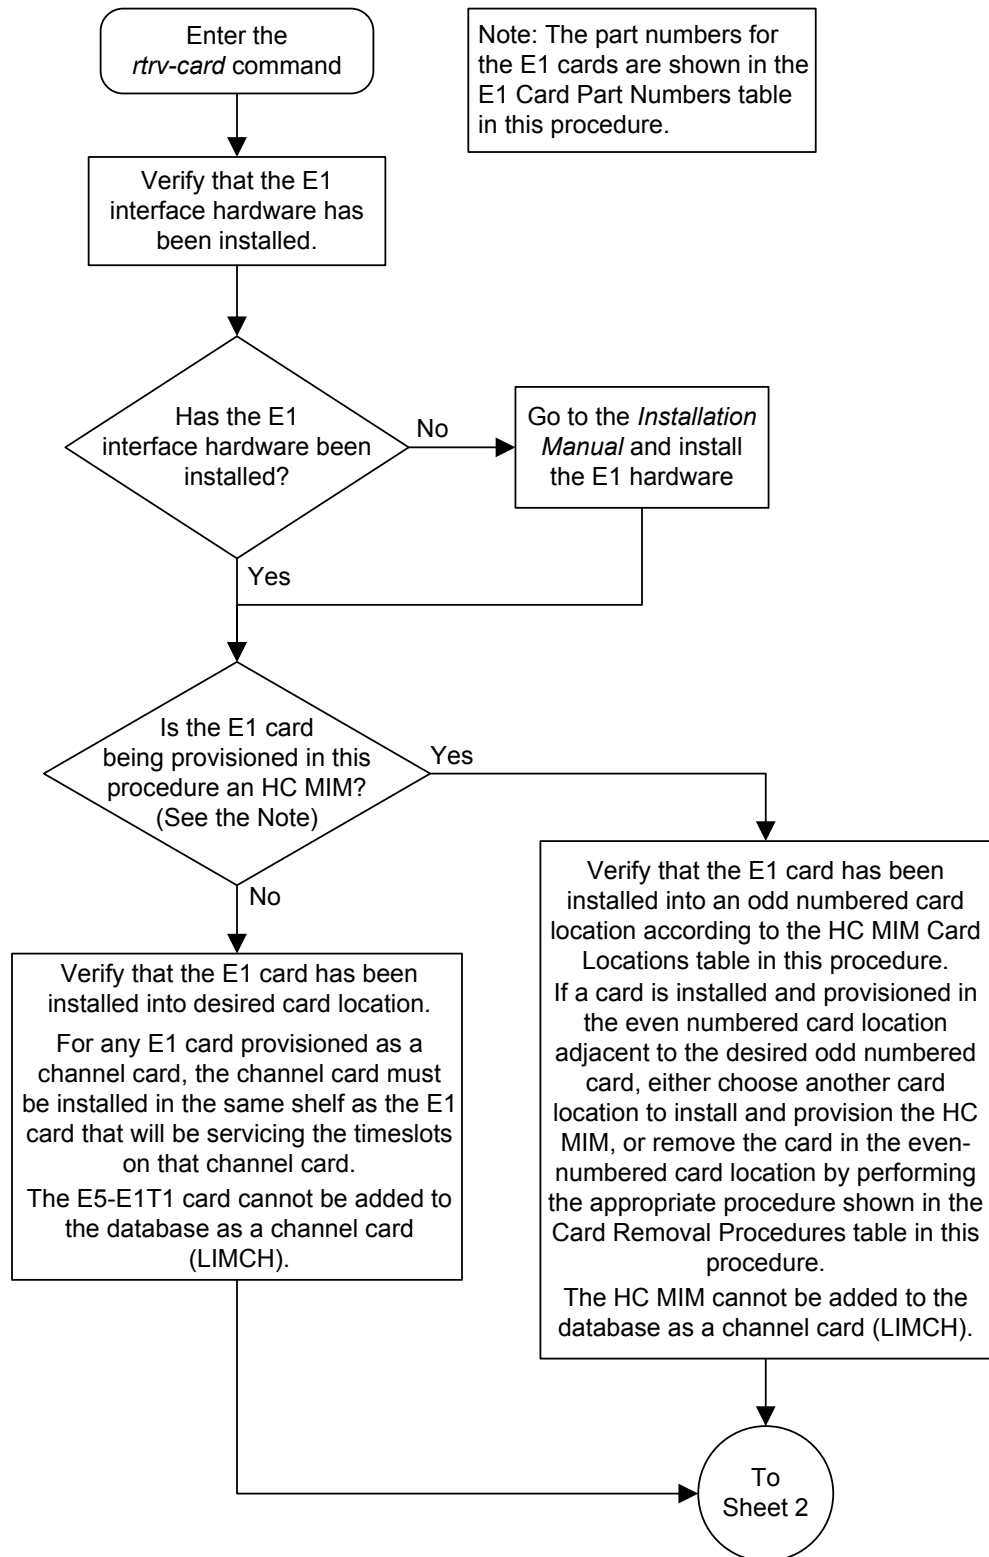 Enter the
rtrv-card command
Note: The part numbers for
the E1 cards are shown in the
E1 Card Part Numbers table
in this procedure.
Verify that the E1
interface hardware has
been installed.
Has the E1
interface hardware been
installed?
No
Go to the Installation
Manual and install
the E1 hardware
Yes
Is the E1 card
being provisioned in this
procedure an HC MIM?
(See the Note)
Yes
No
Verify that the E1 card has been
installed into desired card location.
For any E1 card provisioned as a
channel card, the channel card must
be installed in the same shelf as the E1
card that will be servicing the timeslots
on that channel card.
The E5-E1T1 card cannot be added to
the database as a channel card
(LIMCH).
Verify that the E1 card has been
installed into an odd numbered card
location according to the HC MIM Card
Locations table in this procedure.
If a card is installed and provisioned in
the even numbered card location
adjacent to the desired odd numbered
card, either choose another card
location to install and provision the HC
MIM, or remove the card in the even-
numbered card location by performing
the appropriate procedure shown in the
Card Removal Procedures table in this
procedure.
The HC MIM cannot be added to the
database as a channel card (LIMCH).
To
Sheet 2